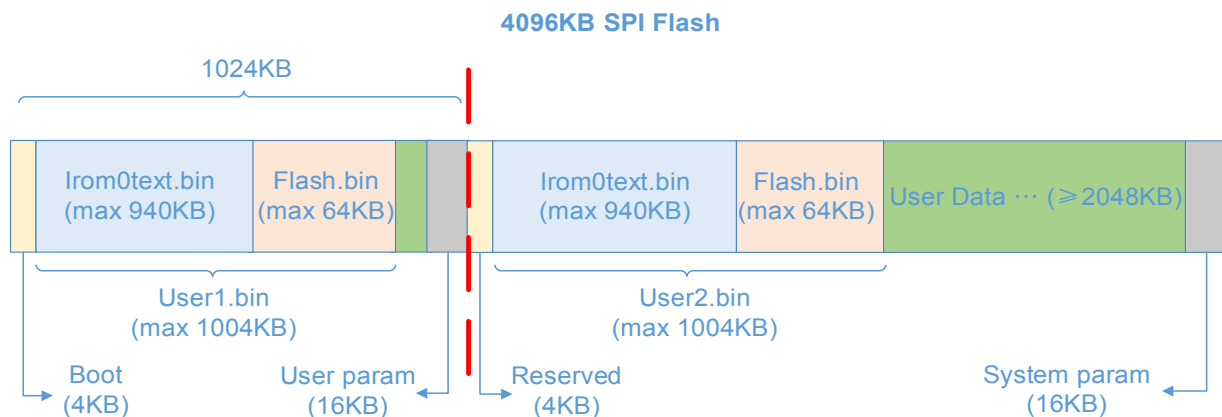 4096KB SPI Flash
1024KB
Irom0text.bin
(max 940KB)
Flash.bin
(max 64KB)
Irom0text.bin
(max 940KB)
Flash.bin
(max 64KB)
User Data ⋯ (≥2048KB)
User1.bin
(max 1004KB)
User2.bin
(max 1004KB)
Boot
(4KB)
User param
(16KB)
Reserved
(4KB)
System param
(16KB)